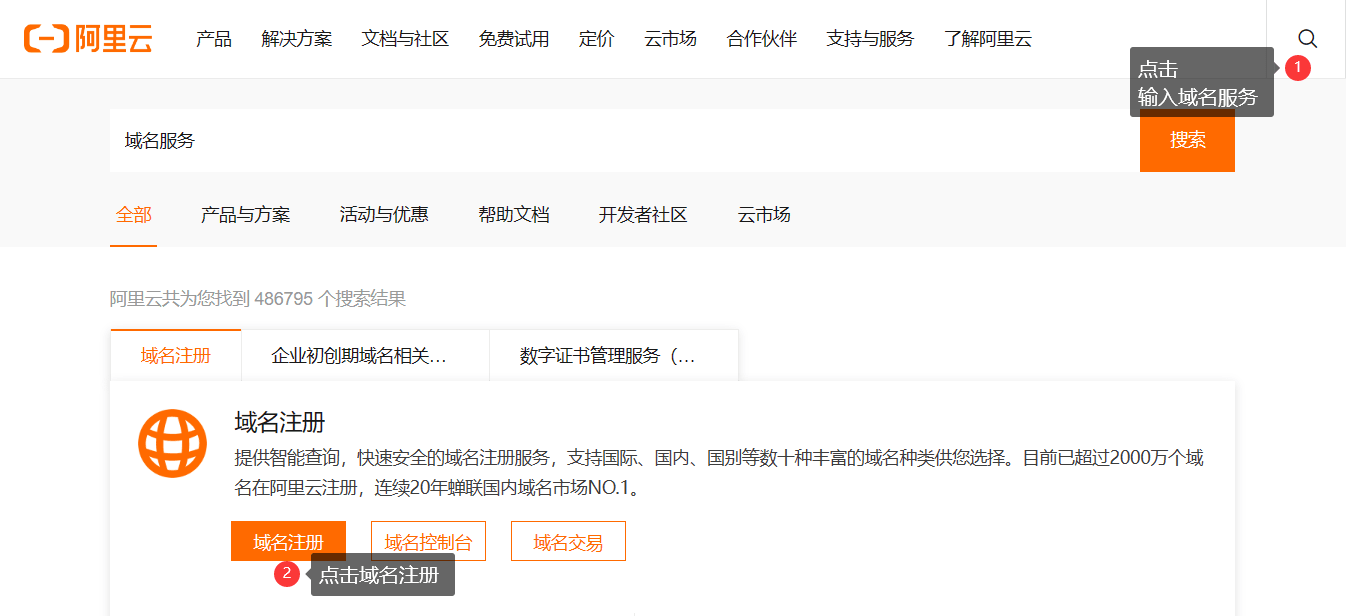 阿里云 产品 解决方案 文档与社区 免费试用 定价 云市场 合作伙伴 支持与服务 了解阿里云
点击
输入域名服务
1
域名服务
搜索
全部 产品与方案 活动与优惠 帮助文档 开发者社区 云市场
阿里云共为您找到 486795 个搜索结果
域名注册 企业初创期域名相关... 数字证书管理服务（...
域名注册
提供智能查询，快速安全的域名注册服务，支持国际、国内、国别等数十种丰富的域名种类供您选择。目前已超过2000万个域
名在阿里云注册，连续20年蝉联国内域名市场NO.1。
域名注册 域名控制台 域名交易
2 点击域名注册